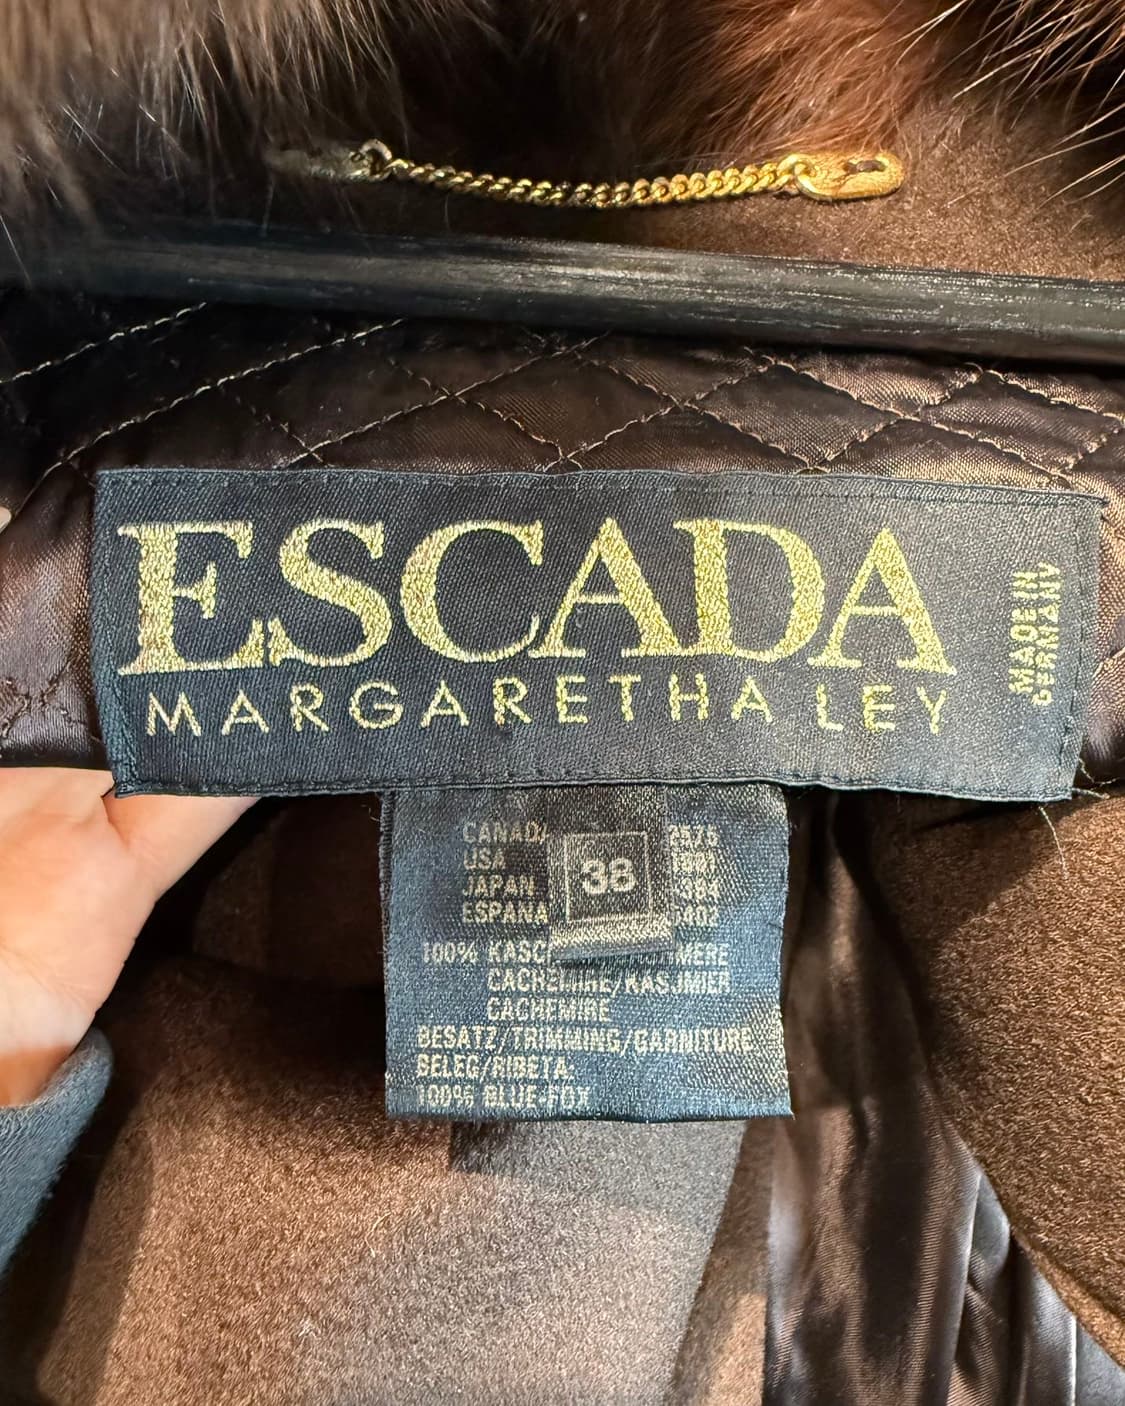 ESCADA
MARGARETHA LEY
MADE IN
GERMANY
38
CANADA
USA
JAPAN
ESPANA
100%
MERE
CACHEMIRE/KASJMIER
CACHEMIRE
BESATZ/TRIMMING/GARNITURE
BELEG/RIBETA:
100% BLUE-FOX